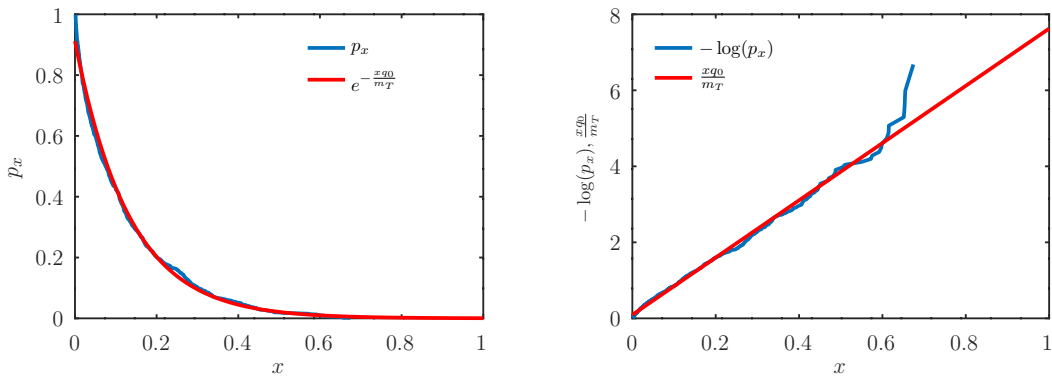 1
0.8
0.6
0.4
0.2
0
0 0.2 0.4 0.6 0.8 1
x
p_x
p_x
e^{-\frac{xq_0}{m_T}}
8
6
4
2
0
0 0.2 0.4 0.6 0.8 1
x
− log(p_x), \frac{xq_0}{m_T}
− log(p_x)
\frac{xq_0}{m_T}